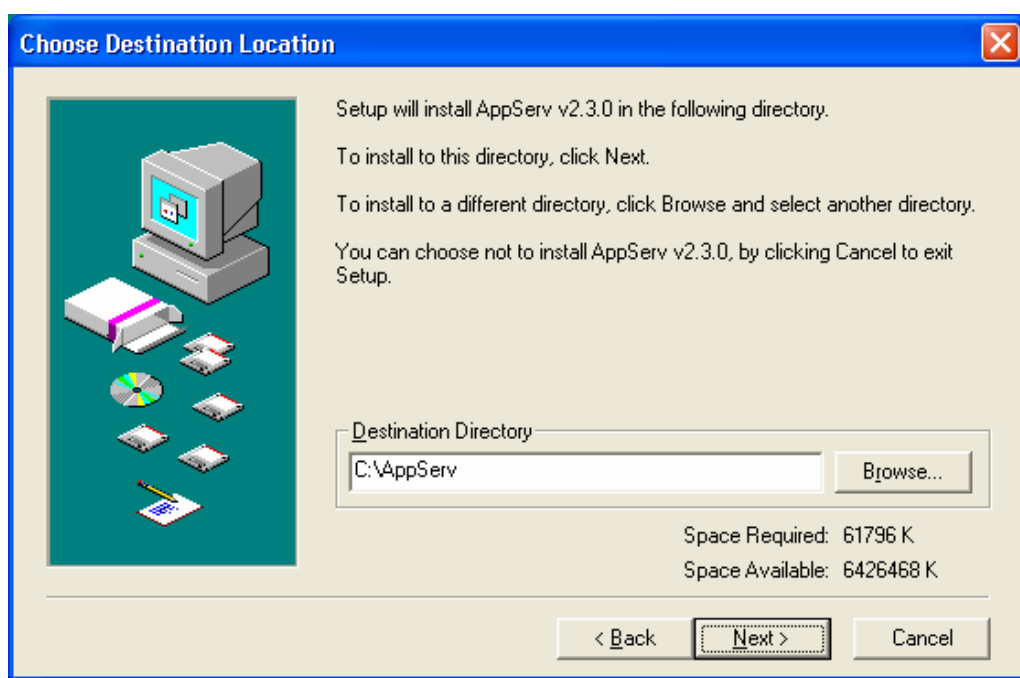 Choose Destination Location
Setup will install AppServ v2.3.0 in the following directory.
To install to this directory, click Next.
To install to a different directory, click Browse and select another directory.
You can choose not to install AppServ v2.3.0, by clicking Cancel to exit
Setup.
Destination Directory
C:\AppServ
Browse...
Space Required: 61796 K
Space Available: 6426468 K
< Back
Next >
Cancel